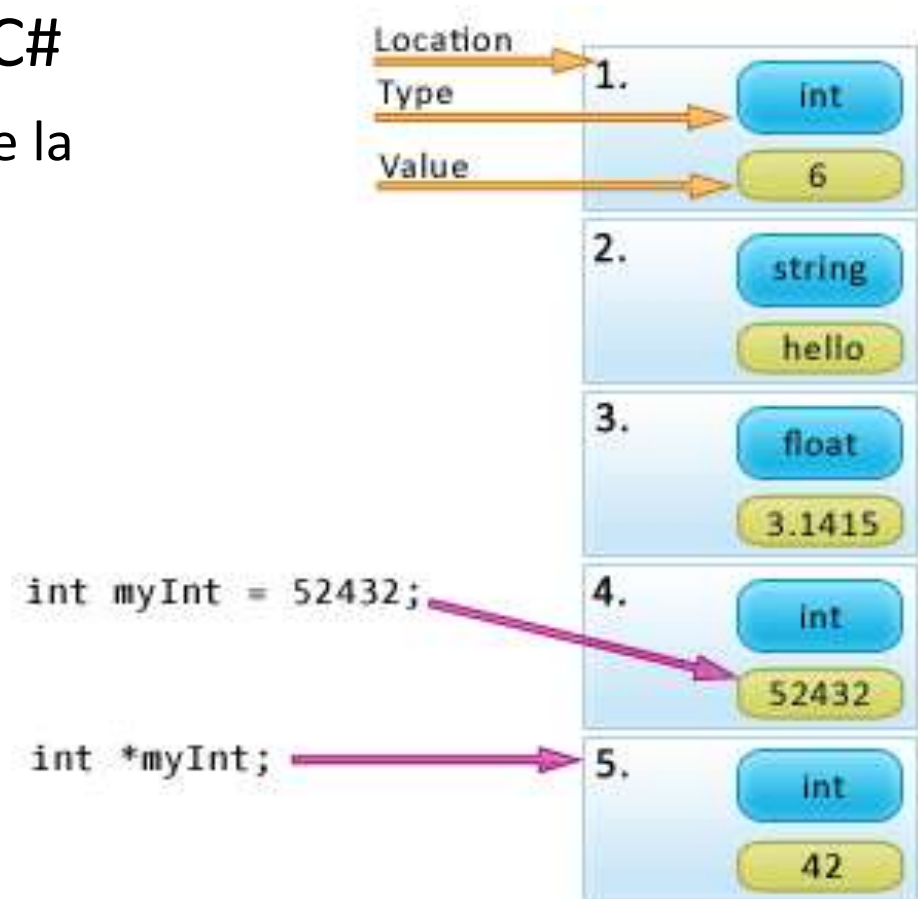 C#
e la
Location
Type
Value
1.
int
6
2.
string
hello
3.
float
3.1415
int myInt = 52432;
4.
int
52432
int *myInt;
5.
int
42